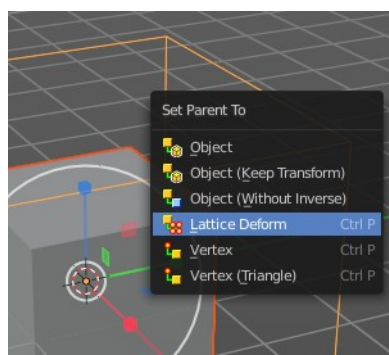 Set Parent To
Object
Object (Keep Transform)
Object (Without Inverse)
Lattice Deform Ctrl P
Vertex Ctrl P
Vertex (Triangle) Ctrl P